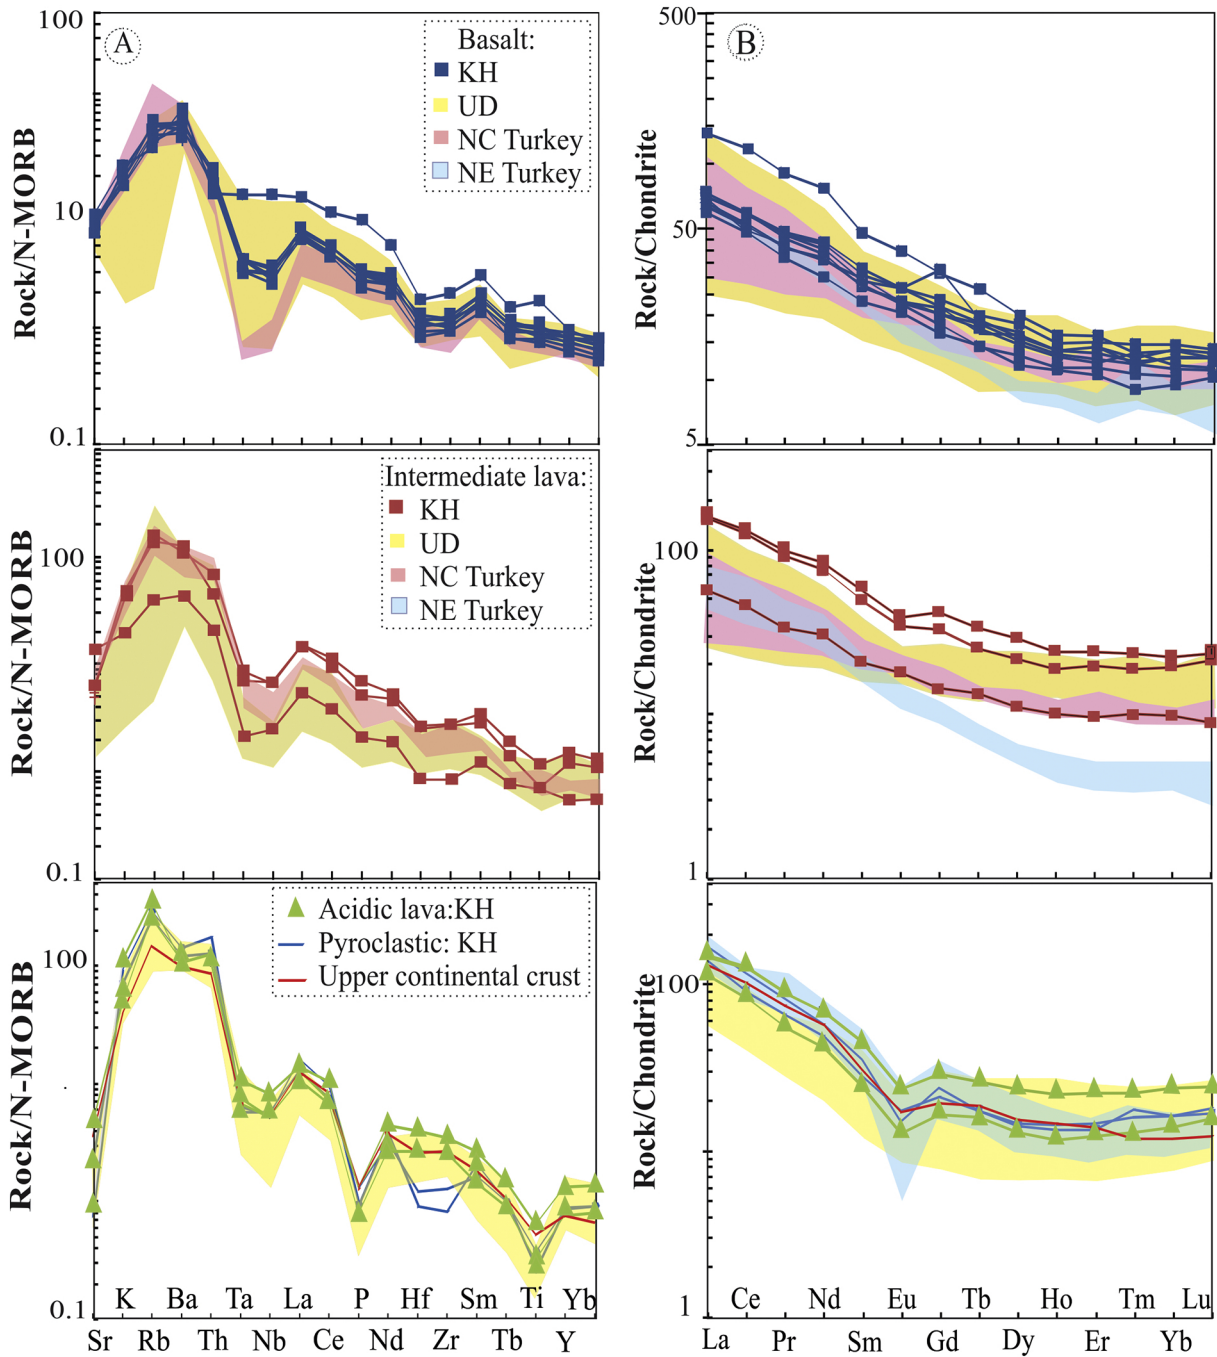 100
A
Basalt:
KH
UD
NC Turkey
NE Turkey
10
0.1
Rock/N-MORB
500
B
50
5
Rock/Chondrite
Intermediate lava:
KH
UD
NC Turkey
NE Turkey
100
0.1
Rock/N-MORB
100
1
Rock/Chondrite
Acidic lava:KH
Pyroclastic: KH
Upper continental crust
100
0.1
Rock/N-MORB
K Ba Ta La P Hf Sm Ti Yb
Sr Rb Th Nb Ce Nd Zr Tb Y
100
1
Rock/Chondrite
Ce Nd Eu Tb Ho Tm Lu
La Pr Sm Gd Dy Er Yb